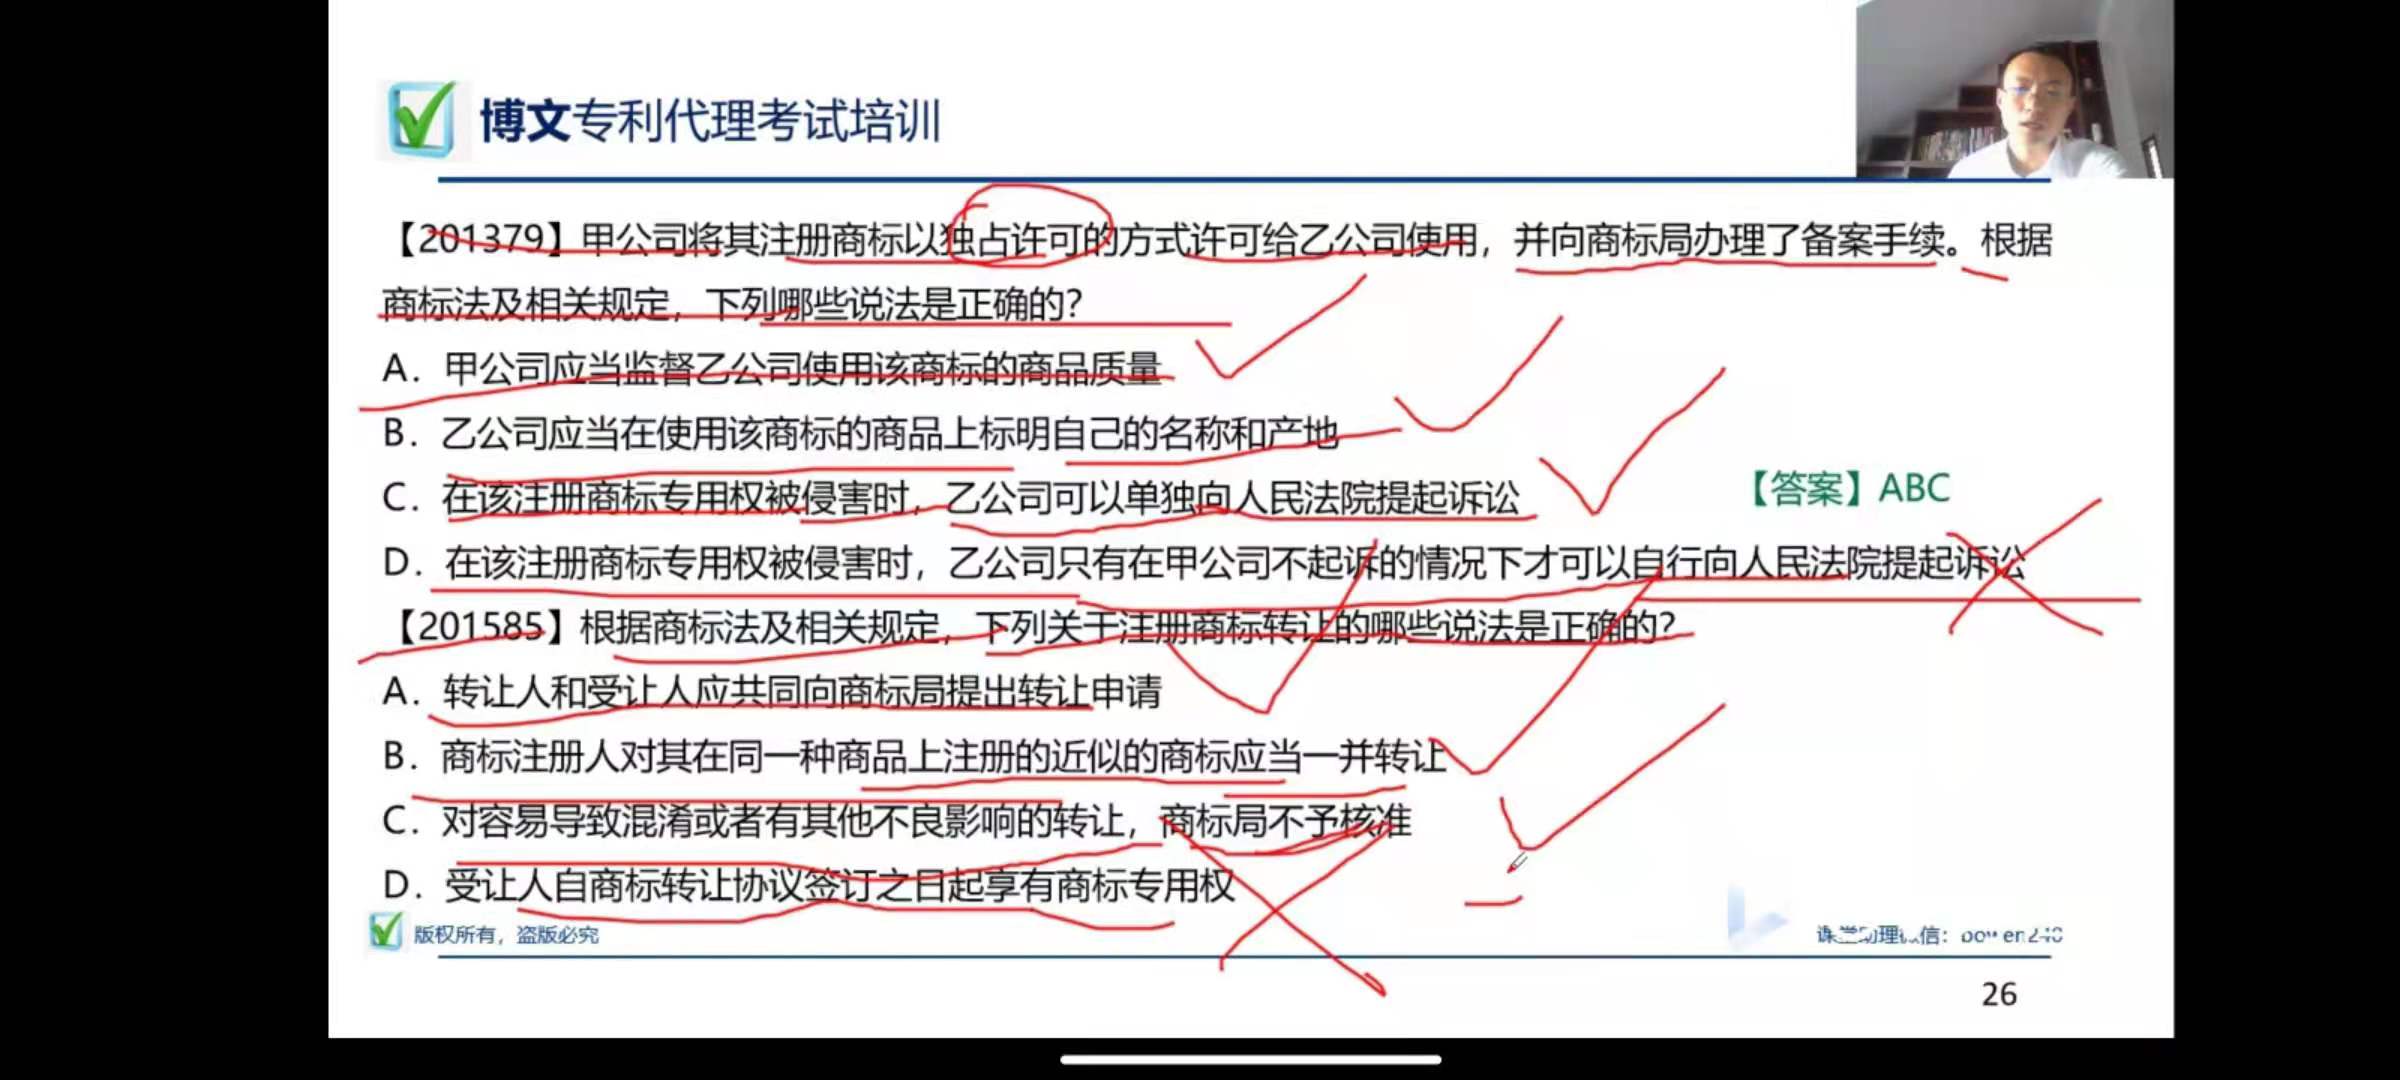 博文专利代理考试培训
【201379】甲公司将其注册商标以独占许可的方式许可给乙公司使用，并向商标局办理了备案手续。根据
商标法及相关规定，下列哪些说法是正确的？
A．甲公司应当监督乙公司使用该商标的商品质量
B．乙公司应当在使用该商标的商品上标明自己的名称和产地
C．在该注册商标专用权被侵害时，乙公司可以单独向人民法院提起诉讼
【答案】ABC
D．在该注册商标专用权被侵害时，乙公司只有在甲公司不起诉的情况下才可以自行向人民法院提起诉讼
【201585】根据商标法及相关规定，下列关于注册商标转让的哪些说法是正确的？
A．转让人和受让人应共同向商标局提出转让申请
B．商标注册人对其在同一种商品上注册的近似的商标应当一并转让
C．对容易导致混淆或者有其他不良影响的转让，商标局不予核准
D．受让人自商标转让协议签订之日起享有商标专用权
版权所有，盗版必究
信：
26